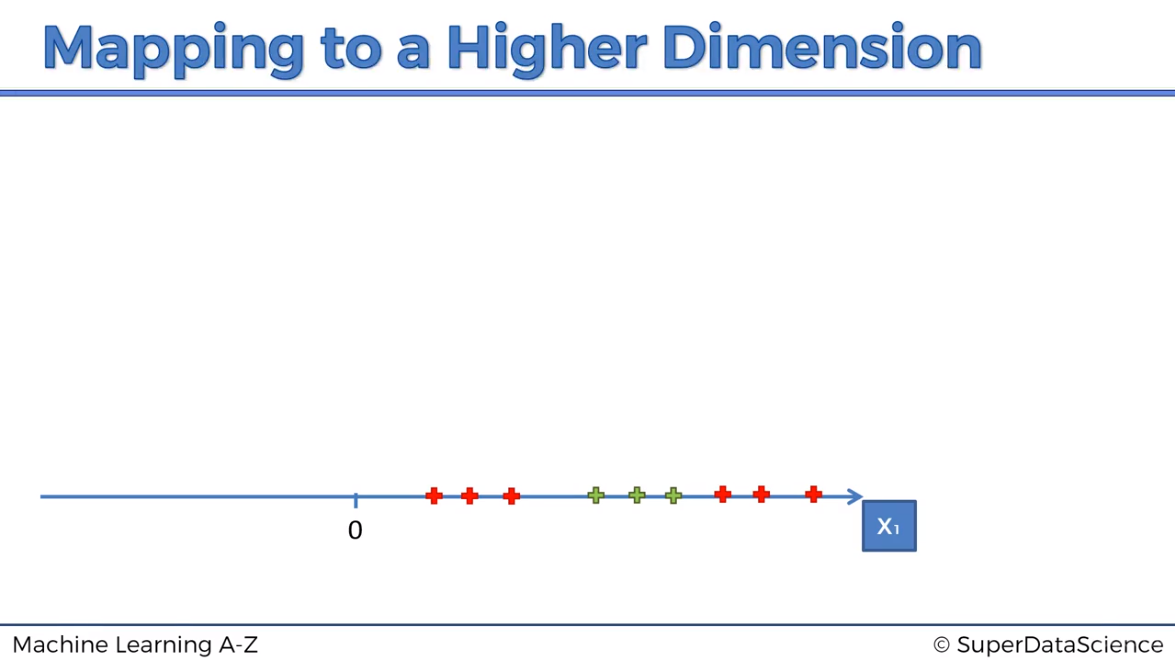 Mapping to a Higher Dimension
0
X₁
Machine Learning A-Z
© SuperDataScience